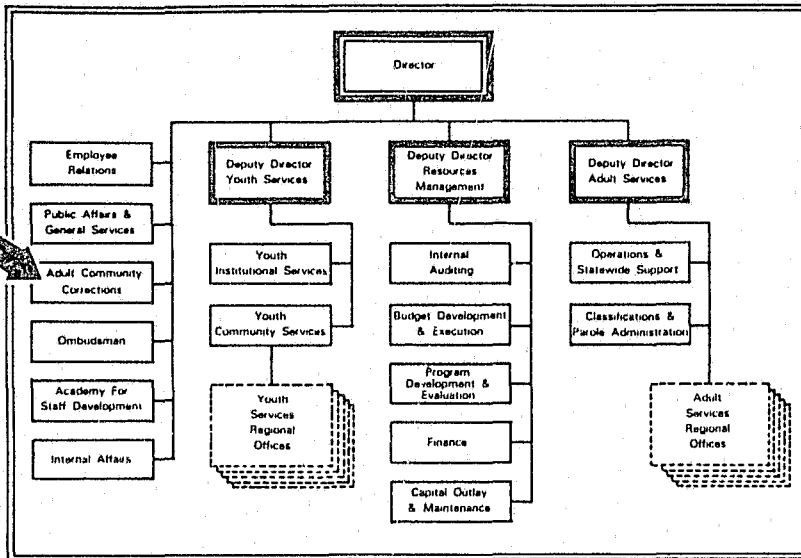 Director
Employee
Relations
Public Affairs &
General Services
Adult Community
Corrections
Ombudsman
Academy For
Staff Development
Internal Affairs
Deputy Director
Youth Services
Youth
Institutional Services
Youth
Community Services
Youth
Services
Regional
Offices
Deputy Director
Resources
Management
Internal
Auditing
Budget Development
& Execution
Program
Development &
Evaluation
Finance
Capital Outlay
& Maintenance
Deputy Director
Adult Services
Operations &
Statewide Support
Classifications &
Parole Administration
Adult
Services
Regional
Offices